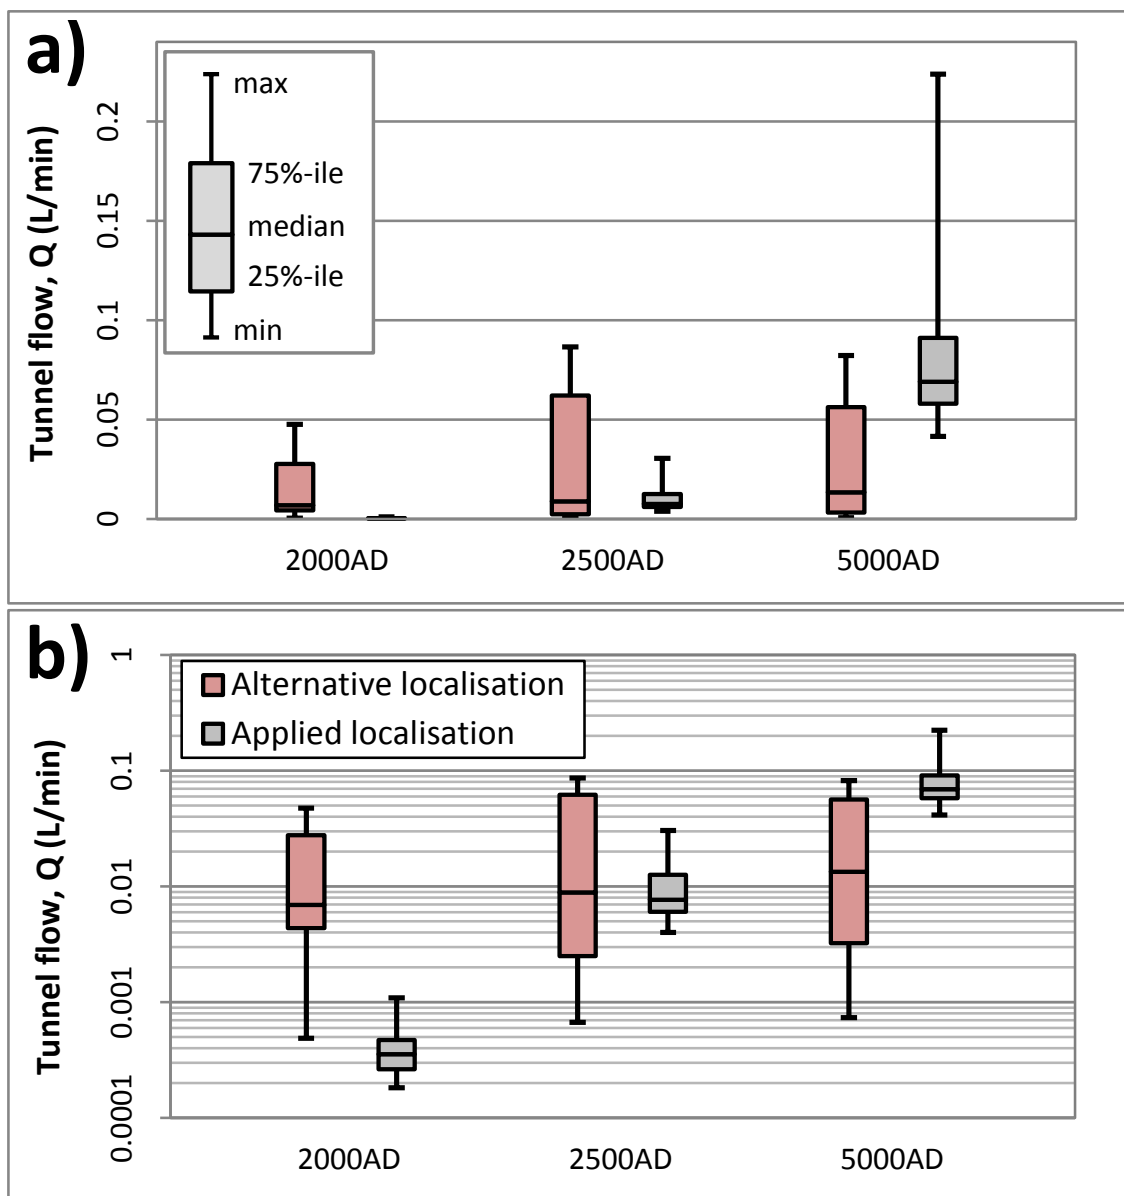 a)
Tunnel flow, Q (L/min)
0.2
0.15
0.1
0.05
0
max
75%-ile
median
25%-ile
min
2000AD
2500AD
5000AD
b)
Tunnel flow, Q (L/min)
1
0.1
0.01
0.001
0.0001
Alternative localisation
Applied localisation
2000AD
2500AD
5000AD